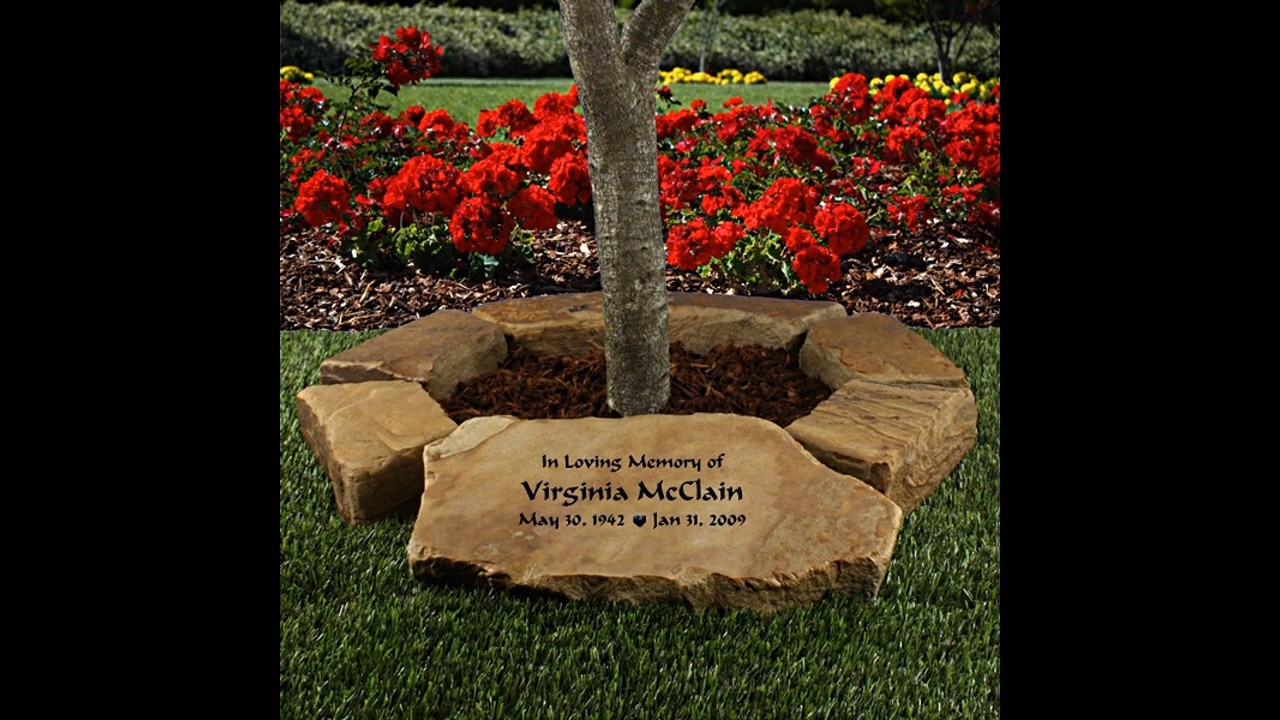 In Loving Memory of
Virginia McClain
May 30, 1942 🖤 Jan 31, 2009